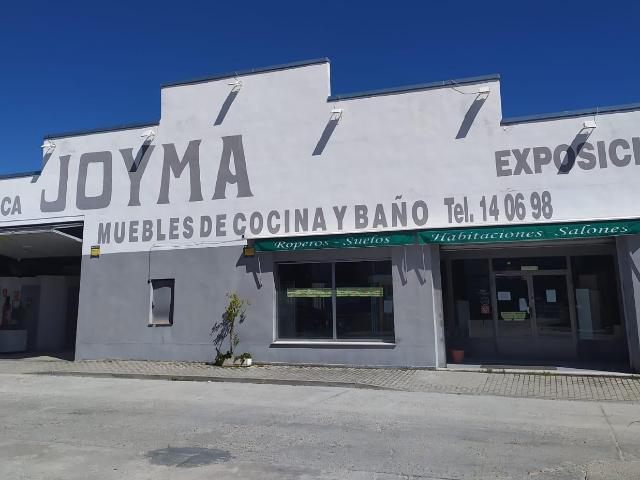 CA JOYMA
EXPOSICI
MUEBLES DE COCINA Y BAÑO Tel. 14 06 98
Roperos - Suelos
Habitaciones - Salones